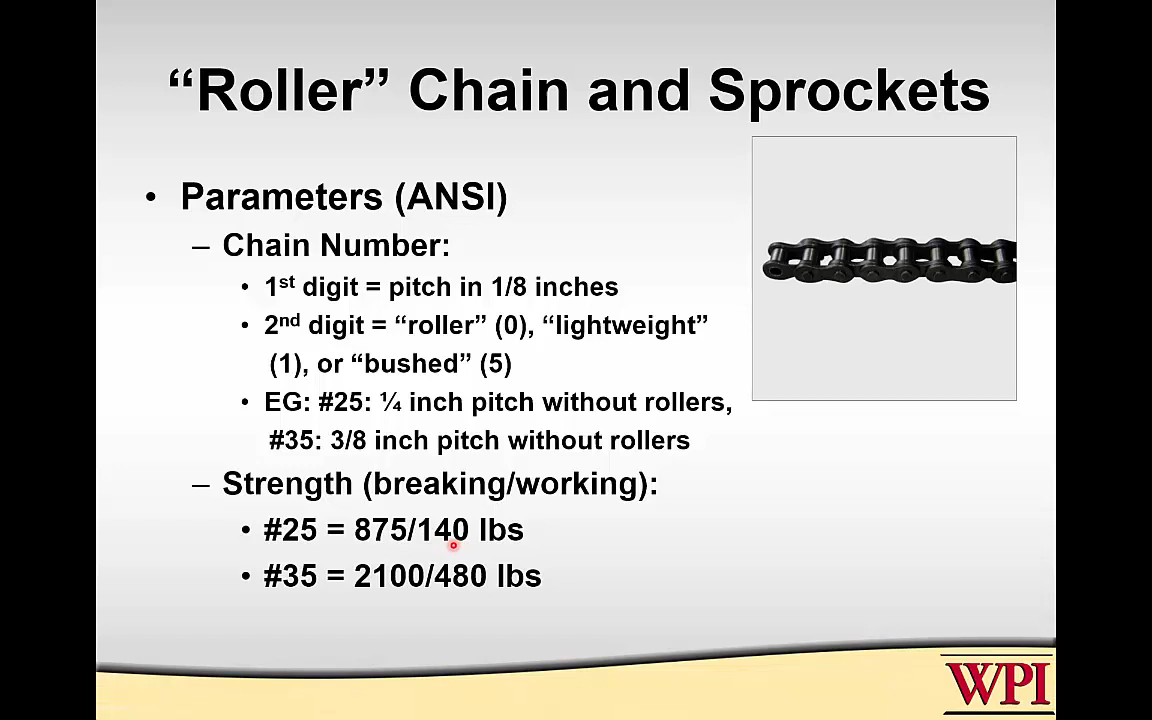 “Roller” Chain and Sprockets
• Parameters (ANSI)
– Chain Number:
• 1st digit = pitch in 1/8 inches
• 2nd digit = “roller” (0), “lightweight”
(1), or “bushed” (5)
• EG: #25: ¼ inch pitch without rollers,
#35: 3/8 inch pitch without rollers
– Strength (breaking/working):
• #25 = 875/140 lbs
• #35 = 2100/480 lbs
WPI